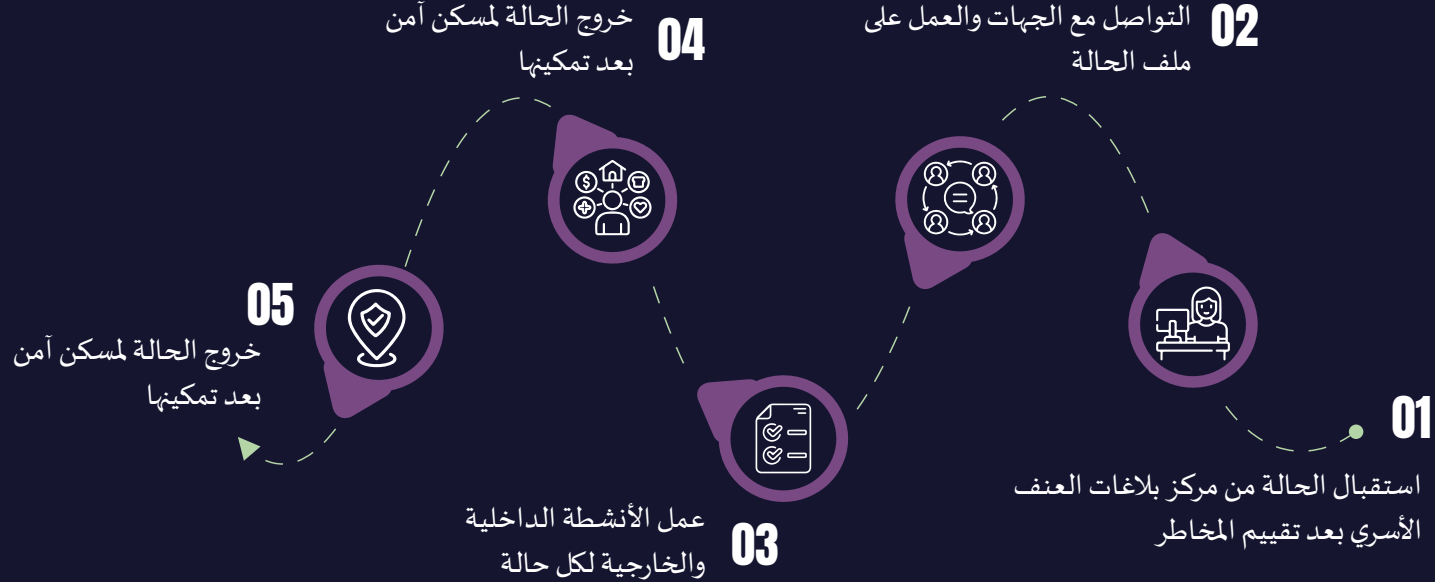 01
استقبال الحالة من مركز بلاغات العنف
الأسري بعد تقييم المخاطر
02
التواصل مع الجهات والعمل على
ملف الحالة
03
عمل الأنشطة الداخلية
والخارجية لكل حالة
04
خروج الحالة لمسكن آمن
بعد تمكينها
05
خروج الحالة لمسكن آمن
بعد تمكينها